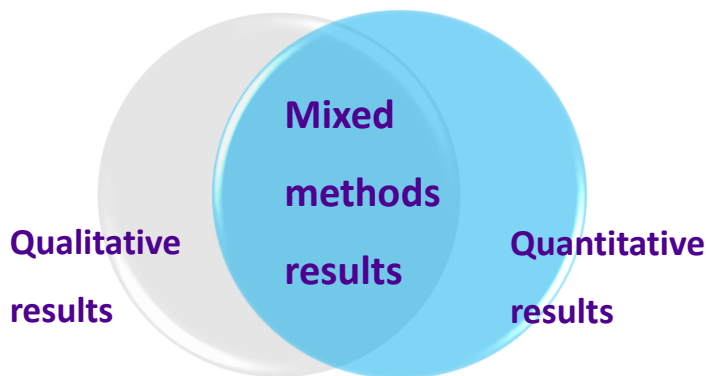 Mixed
methods
results
Qualitative
results
Quantitative
results